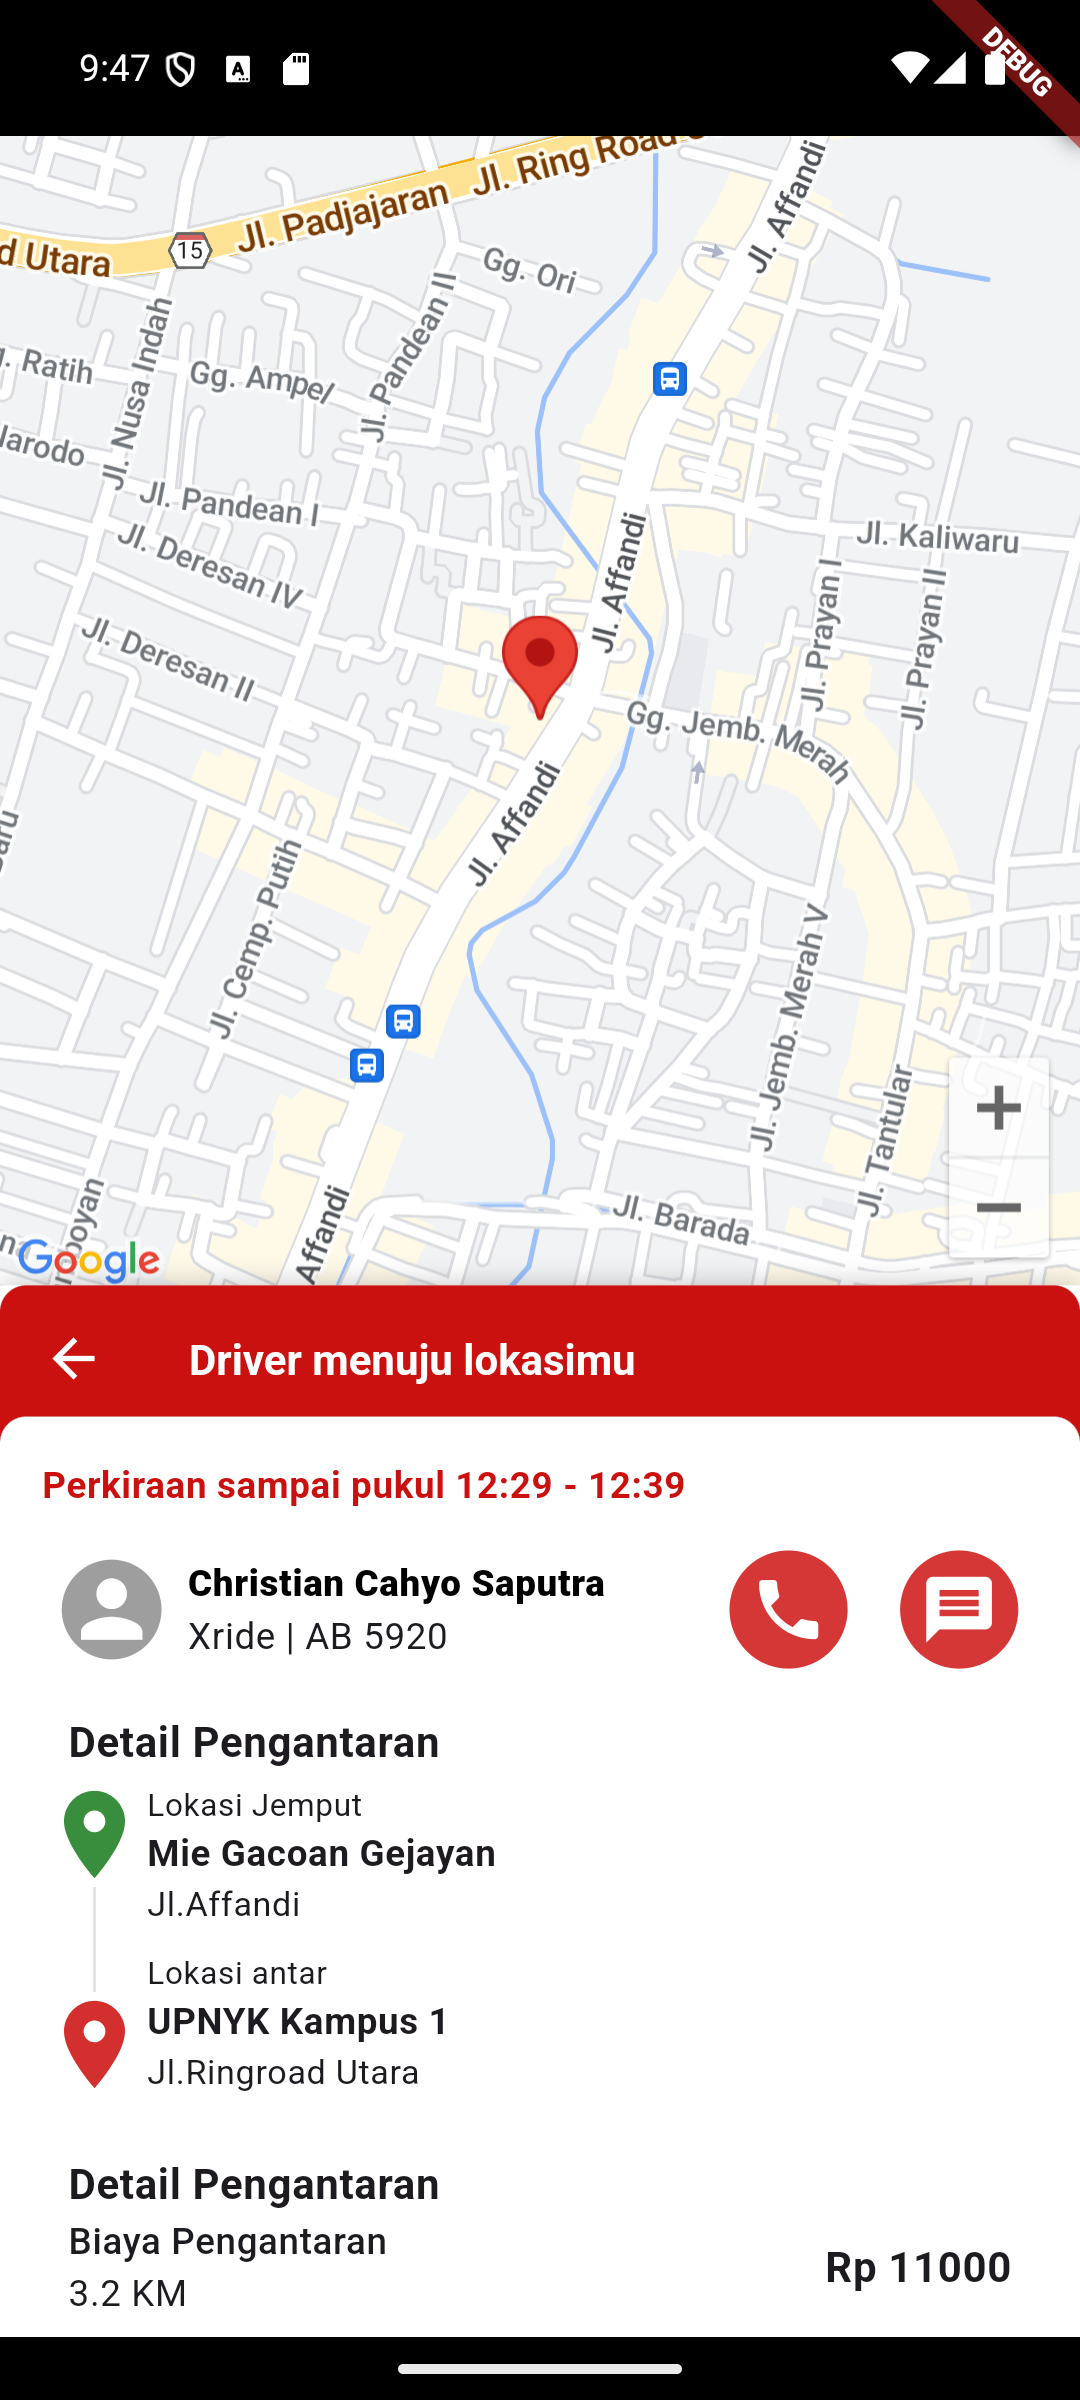 9:47
DEBUG
Jl. Padjajaran
Jl. Ring Road
Jl. Affandi
d Utara
15
Gg. Ori
Jl. Pandean II
Jl. Nusa Indah
g. Ratih
Gg. Ampel
larodo
Jl. Pandean I
Jl. Deresan IV
Jl. Kaliwaru
Jl. Affandi
Jl. Prayan I
Jl. Prayan II
Jl. Deresan II
Gg. Jemb. Merah
Jl. Affandi
aru
Jl. Cemp. Putih
Jl. Jemb. Merah V
Jl. Tantular
+
−
Jl. Barada
Affandi
boyan
na
Google
Driver menuju lokasimu
Perkiraan sampai pukul 12:29 - 12:39
Christian Cahyo Saputra
Xride | AB 5920
Detail Pengantaran
Lokasi Jemput
Mie Gacoan Gejayan
Jl.Affandi
Lokasi antar
UPNYK Kampus 1
Jl.Ringroad Utara
Detail Pengantaran
Biaya Pengantaran
3.2 KM
Rp 11000